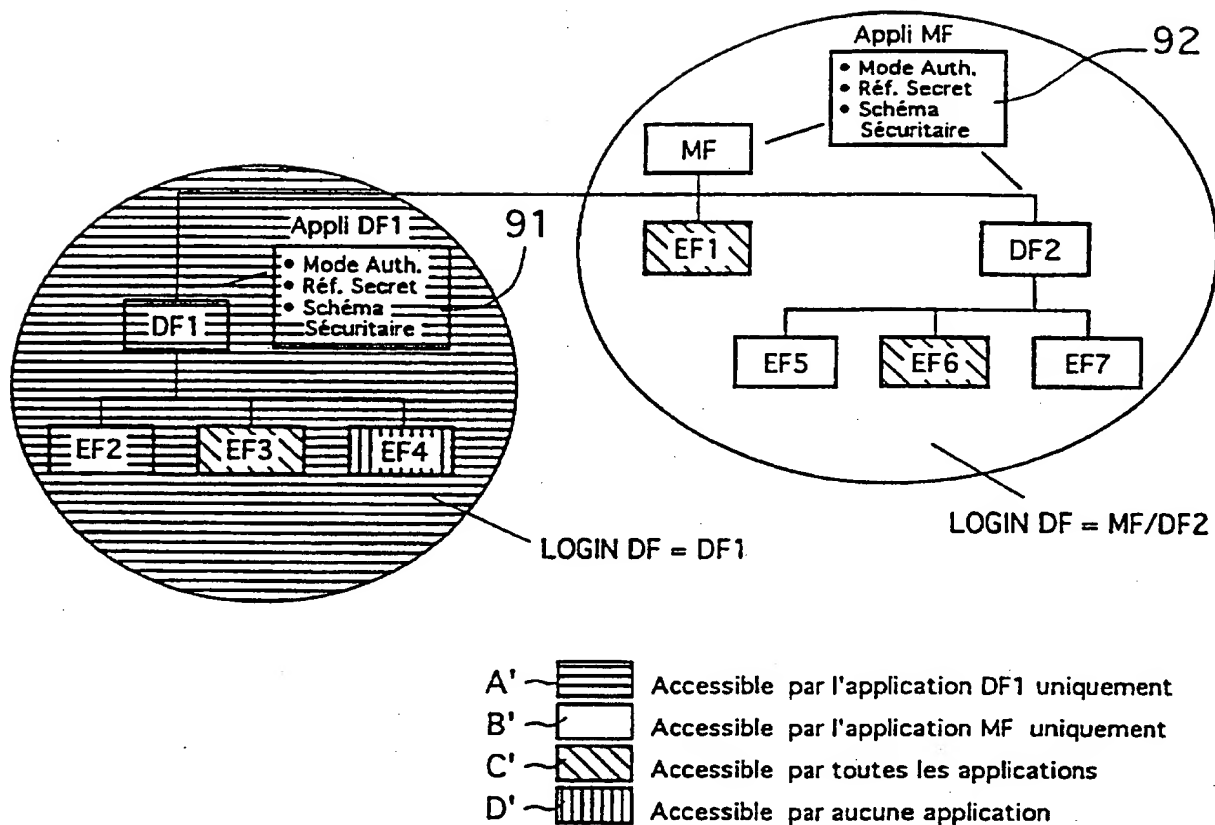 Appli MF
92
• Mode Auth.
• Réf. Secret
• Schéma
Sécuritaire
MF
EF1
DF2
EF5
EF6
EF7
LOGIN DF = MF/DF2
Appli DF1
91
• Mode Auth.
• Réf. Secret
• Schéma
Sécuritaire
DF1
EF2
EF3
EF4
LOGIN DF = DF1
A' Accessible par l'application DF1 uniquement
B' Accessible par l'application MF uniquement
C' Accessible par toutes les applications
D' Accessible par aucune application